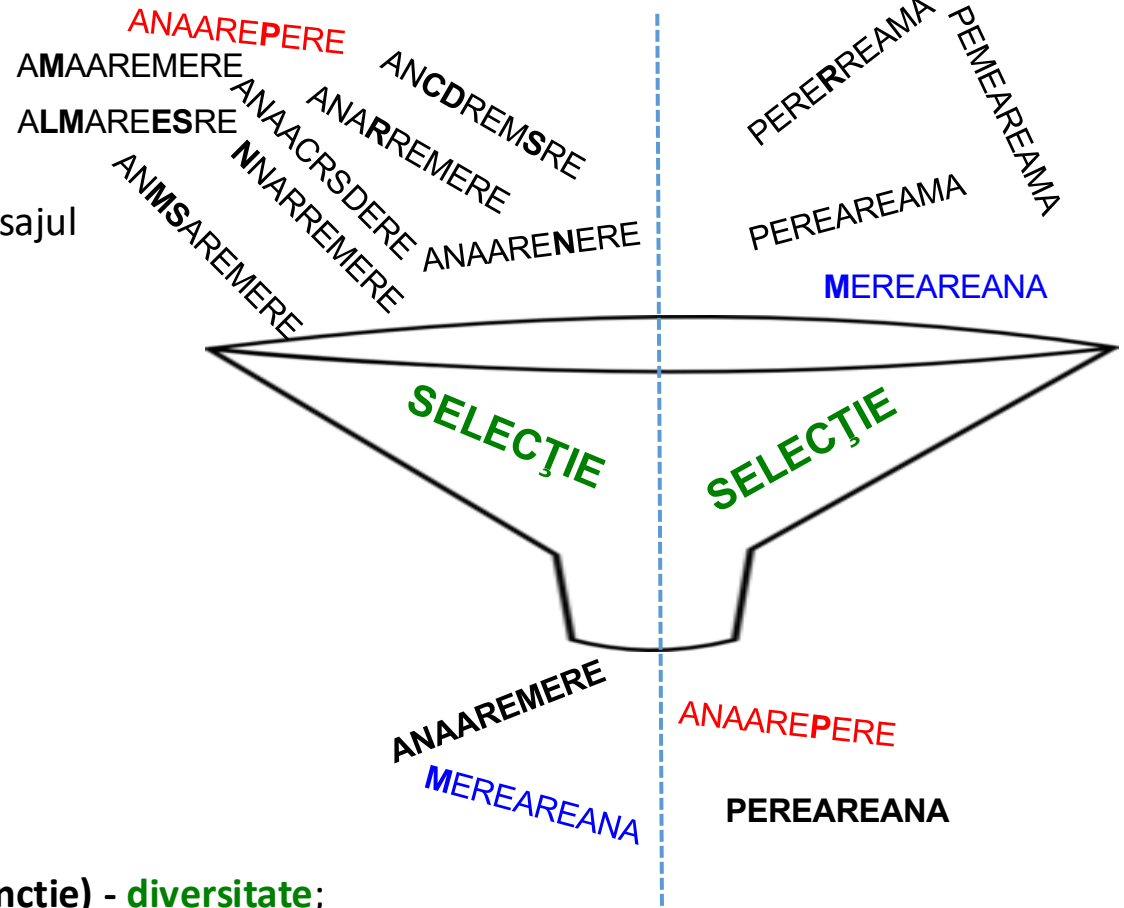 ANAAREPERE
AMAAREMERE
ALMAREESRE
ANAACRSDERE
ANARREMERE
ANCDREMSRE
NNARREMERE
ANMSAREMERE
ANAARENERE
sajul
PERERREAMA
PEMEAREAMA
PEREAREAMA
MEREAREANA
SELECŢIE
SELECŢIE
ANAAREMERE
MEREAREANA
ANAAREPERE
PEREAREANA
nctie) - diversitate;